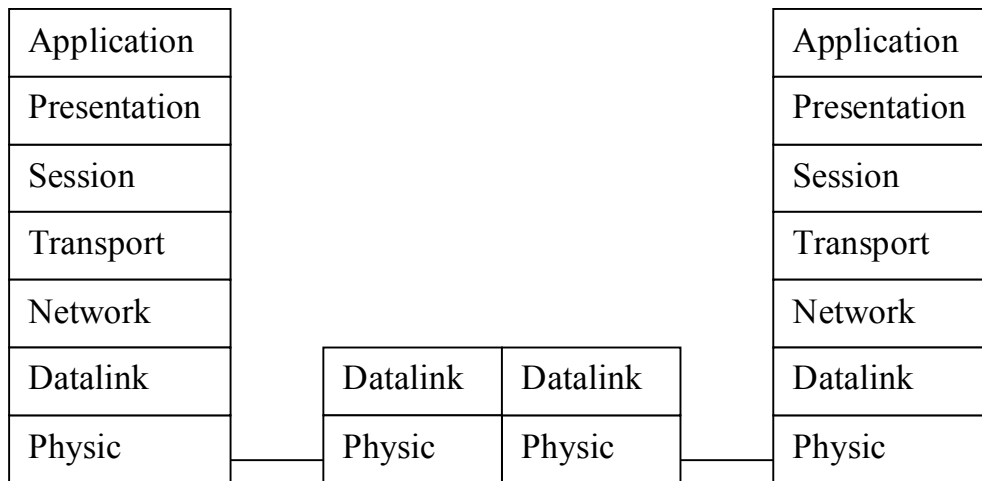 Application
Presentation
Session
Transport
Network
Datalink
Physic
Datalink Datalink
Physic Physic
Application
Presentation
Session
Transport
Network
Datalink
Physic